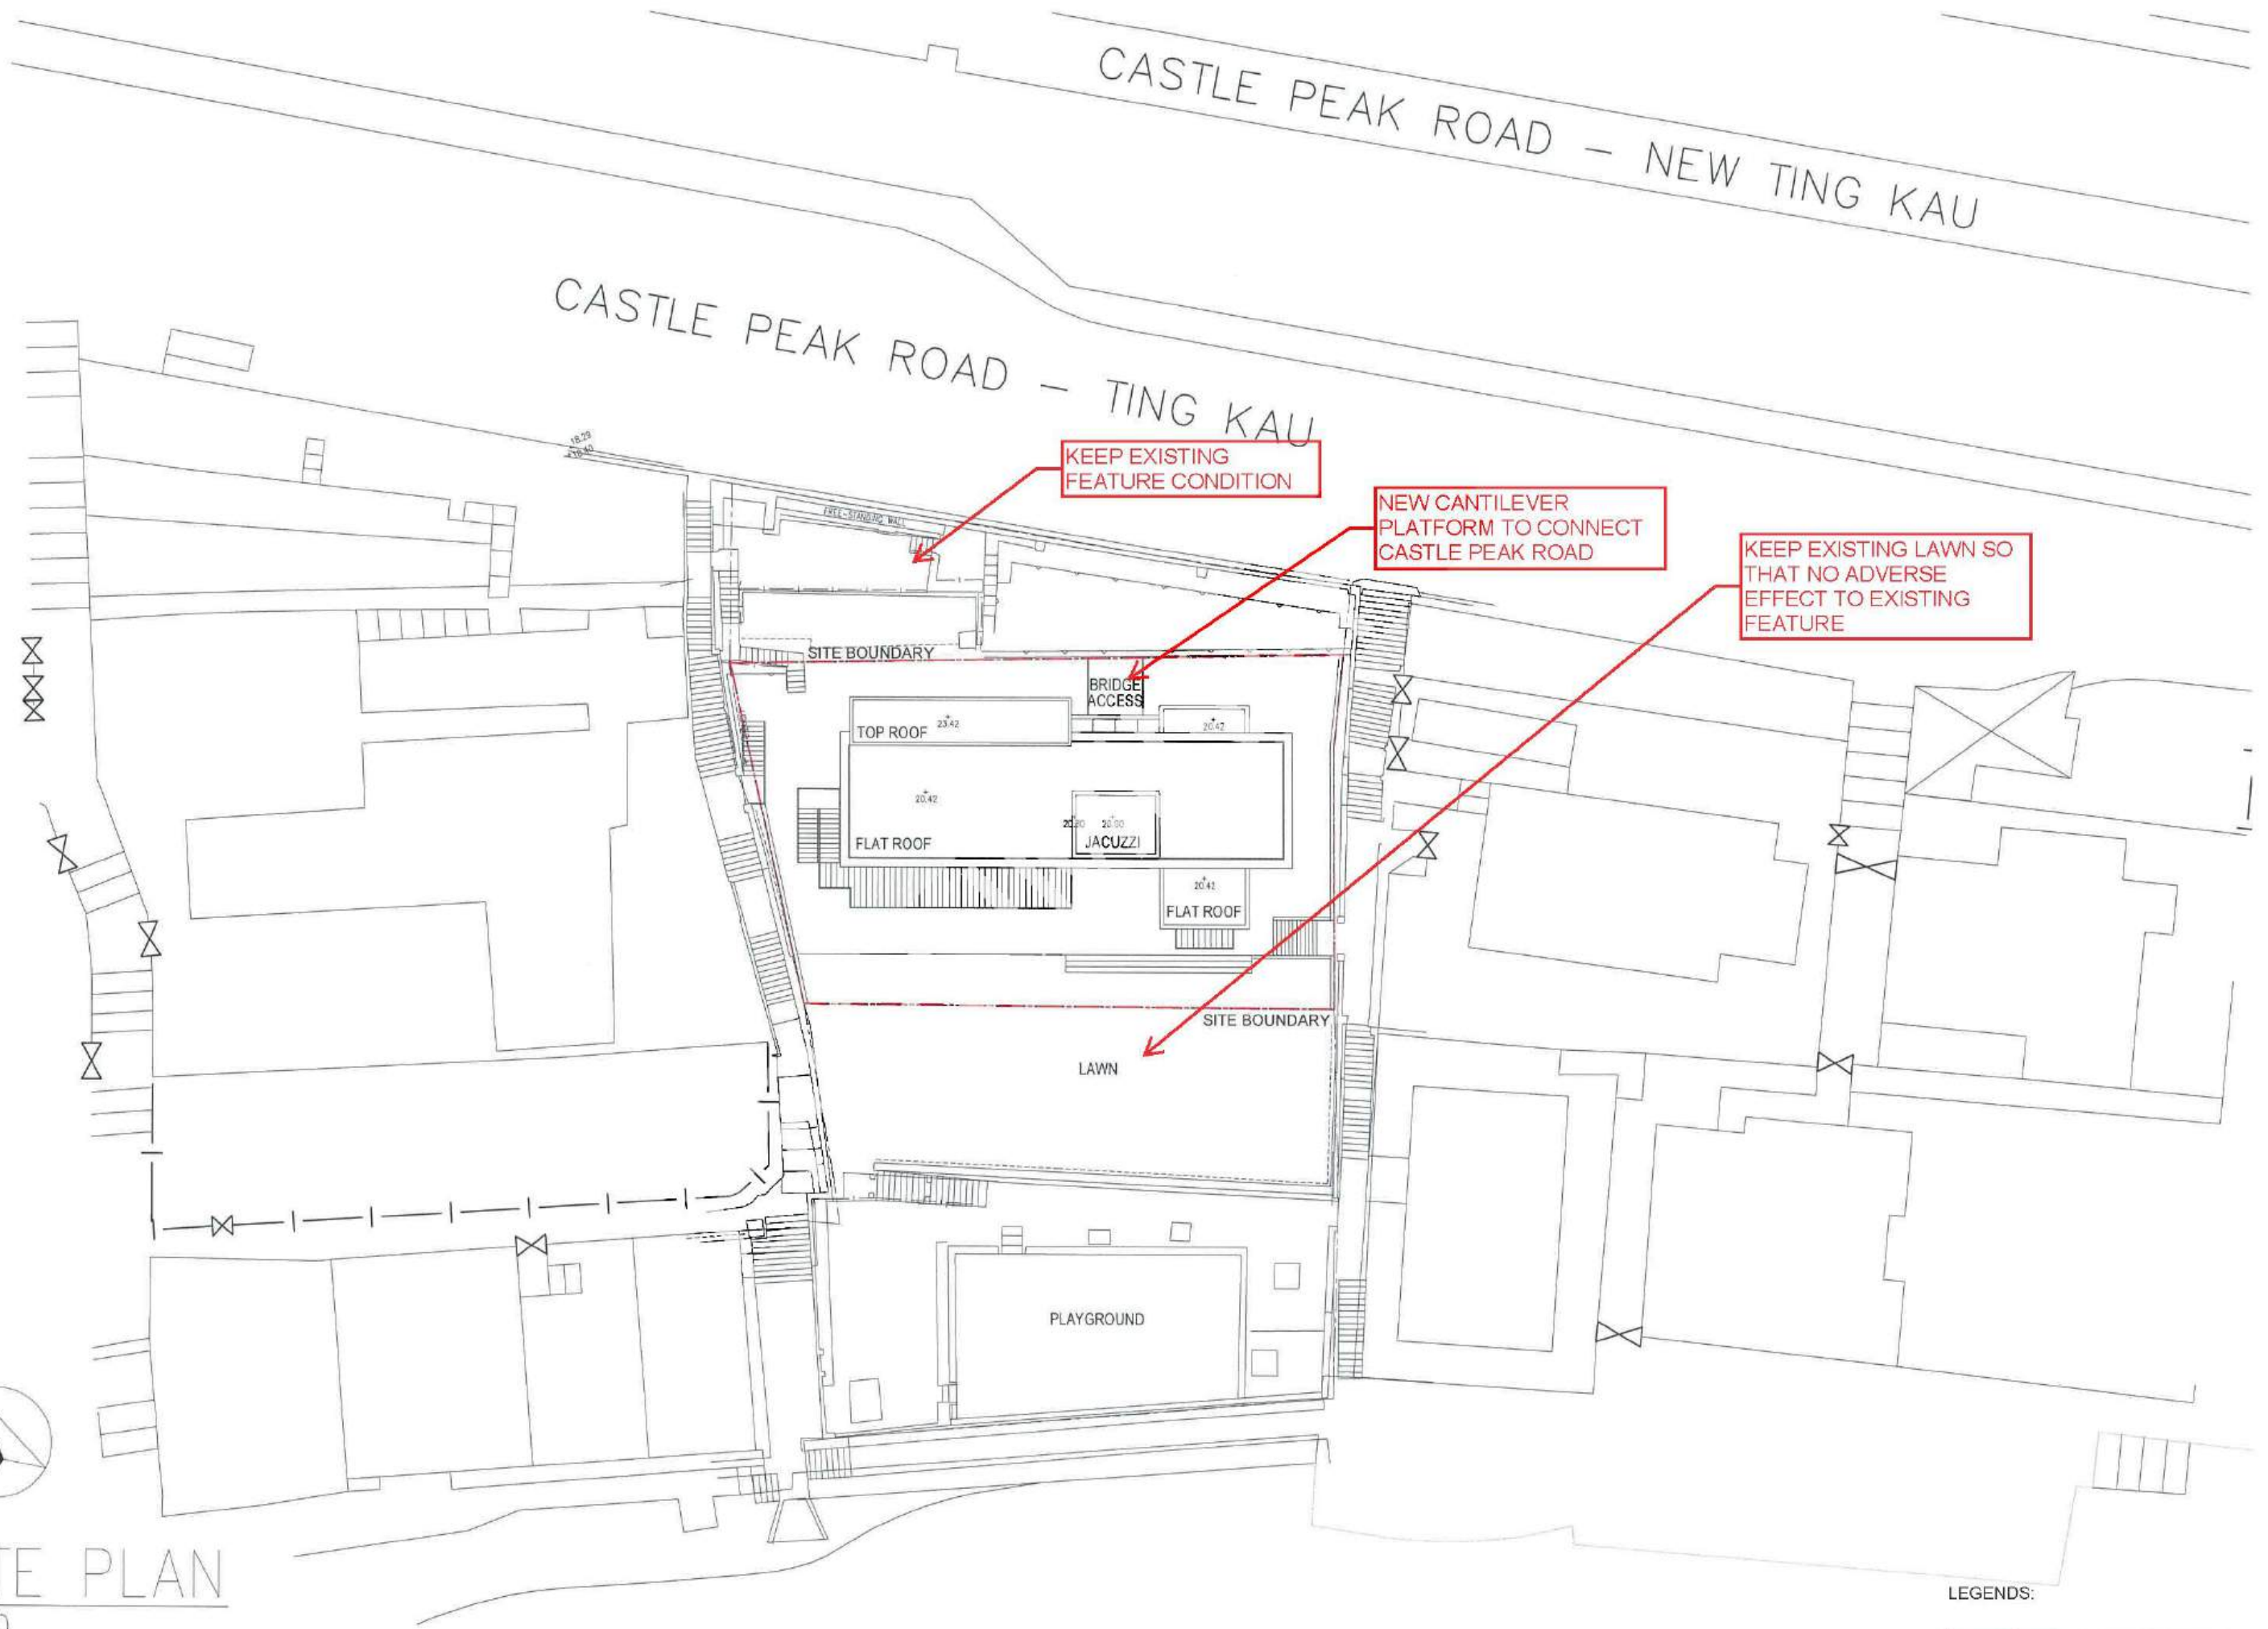 CASTLE PEAK ROAD – NEW TING KAU
CASTLE PEAK ROAD – TING KAU
18.29
KEEP EXISTING
FEATURE CONDITION
NEW CANTILEVER
PLATFORM TO CONNECT
CASTLE PEAK ROAD
KEEP EXISTING LAWN SO
THAT NO ADVERSE
EFFECT TO EXISTING
FEATURE
FREE-STANDING WALL
SITE BOUNDARY
BRIDGE
ACCESS
TOP ROOF
23.42
20.42
20.42
FLAT ROOF
20.80
JACUZZI
20.42
FLAT ROOF
SITE BOUNDARY
LAWN
PLAYGROUND
TE PLAN
LEGENDS: